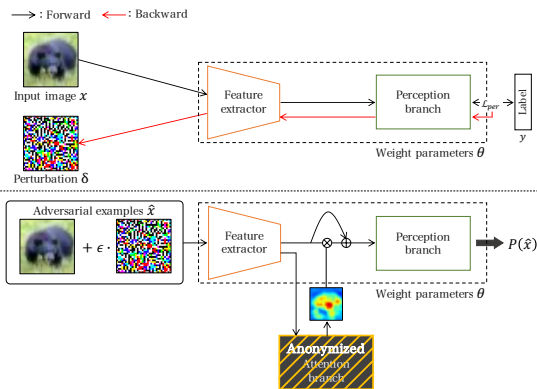 : Forward : Backward
Input image x
Feature
extractor
Perception
branch
ℒper
Label
y
Perturbation δ
Weight parameters θ
Adversarial examples x̂
+ ϵ ·
Feature
extractor
Perception
branch
P(x̂)
Weight parameters θ
Anonymized
Attention
branch